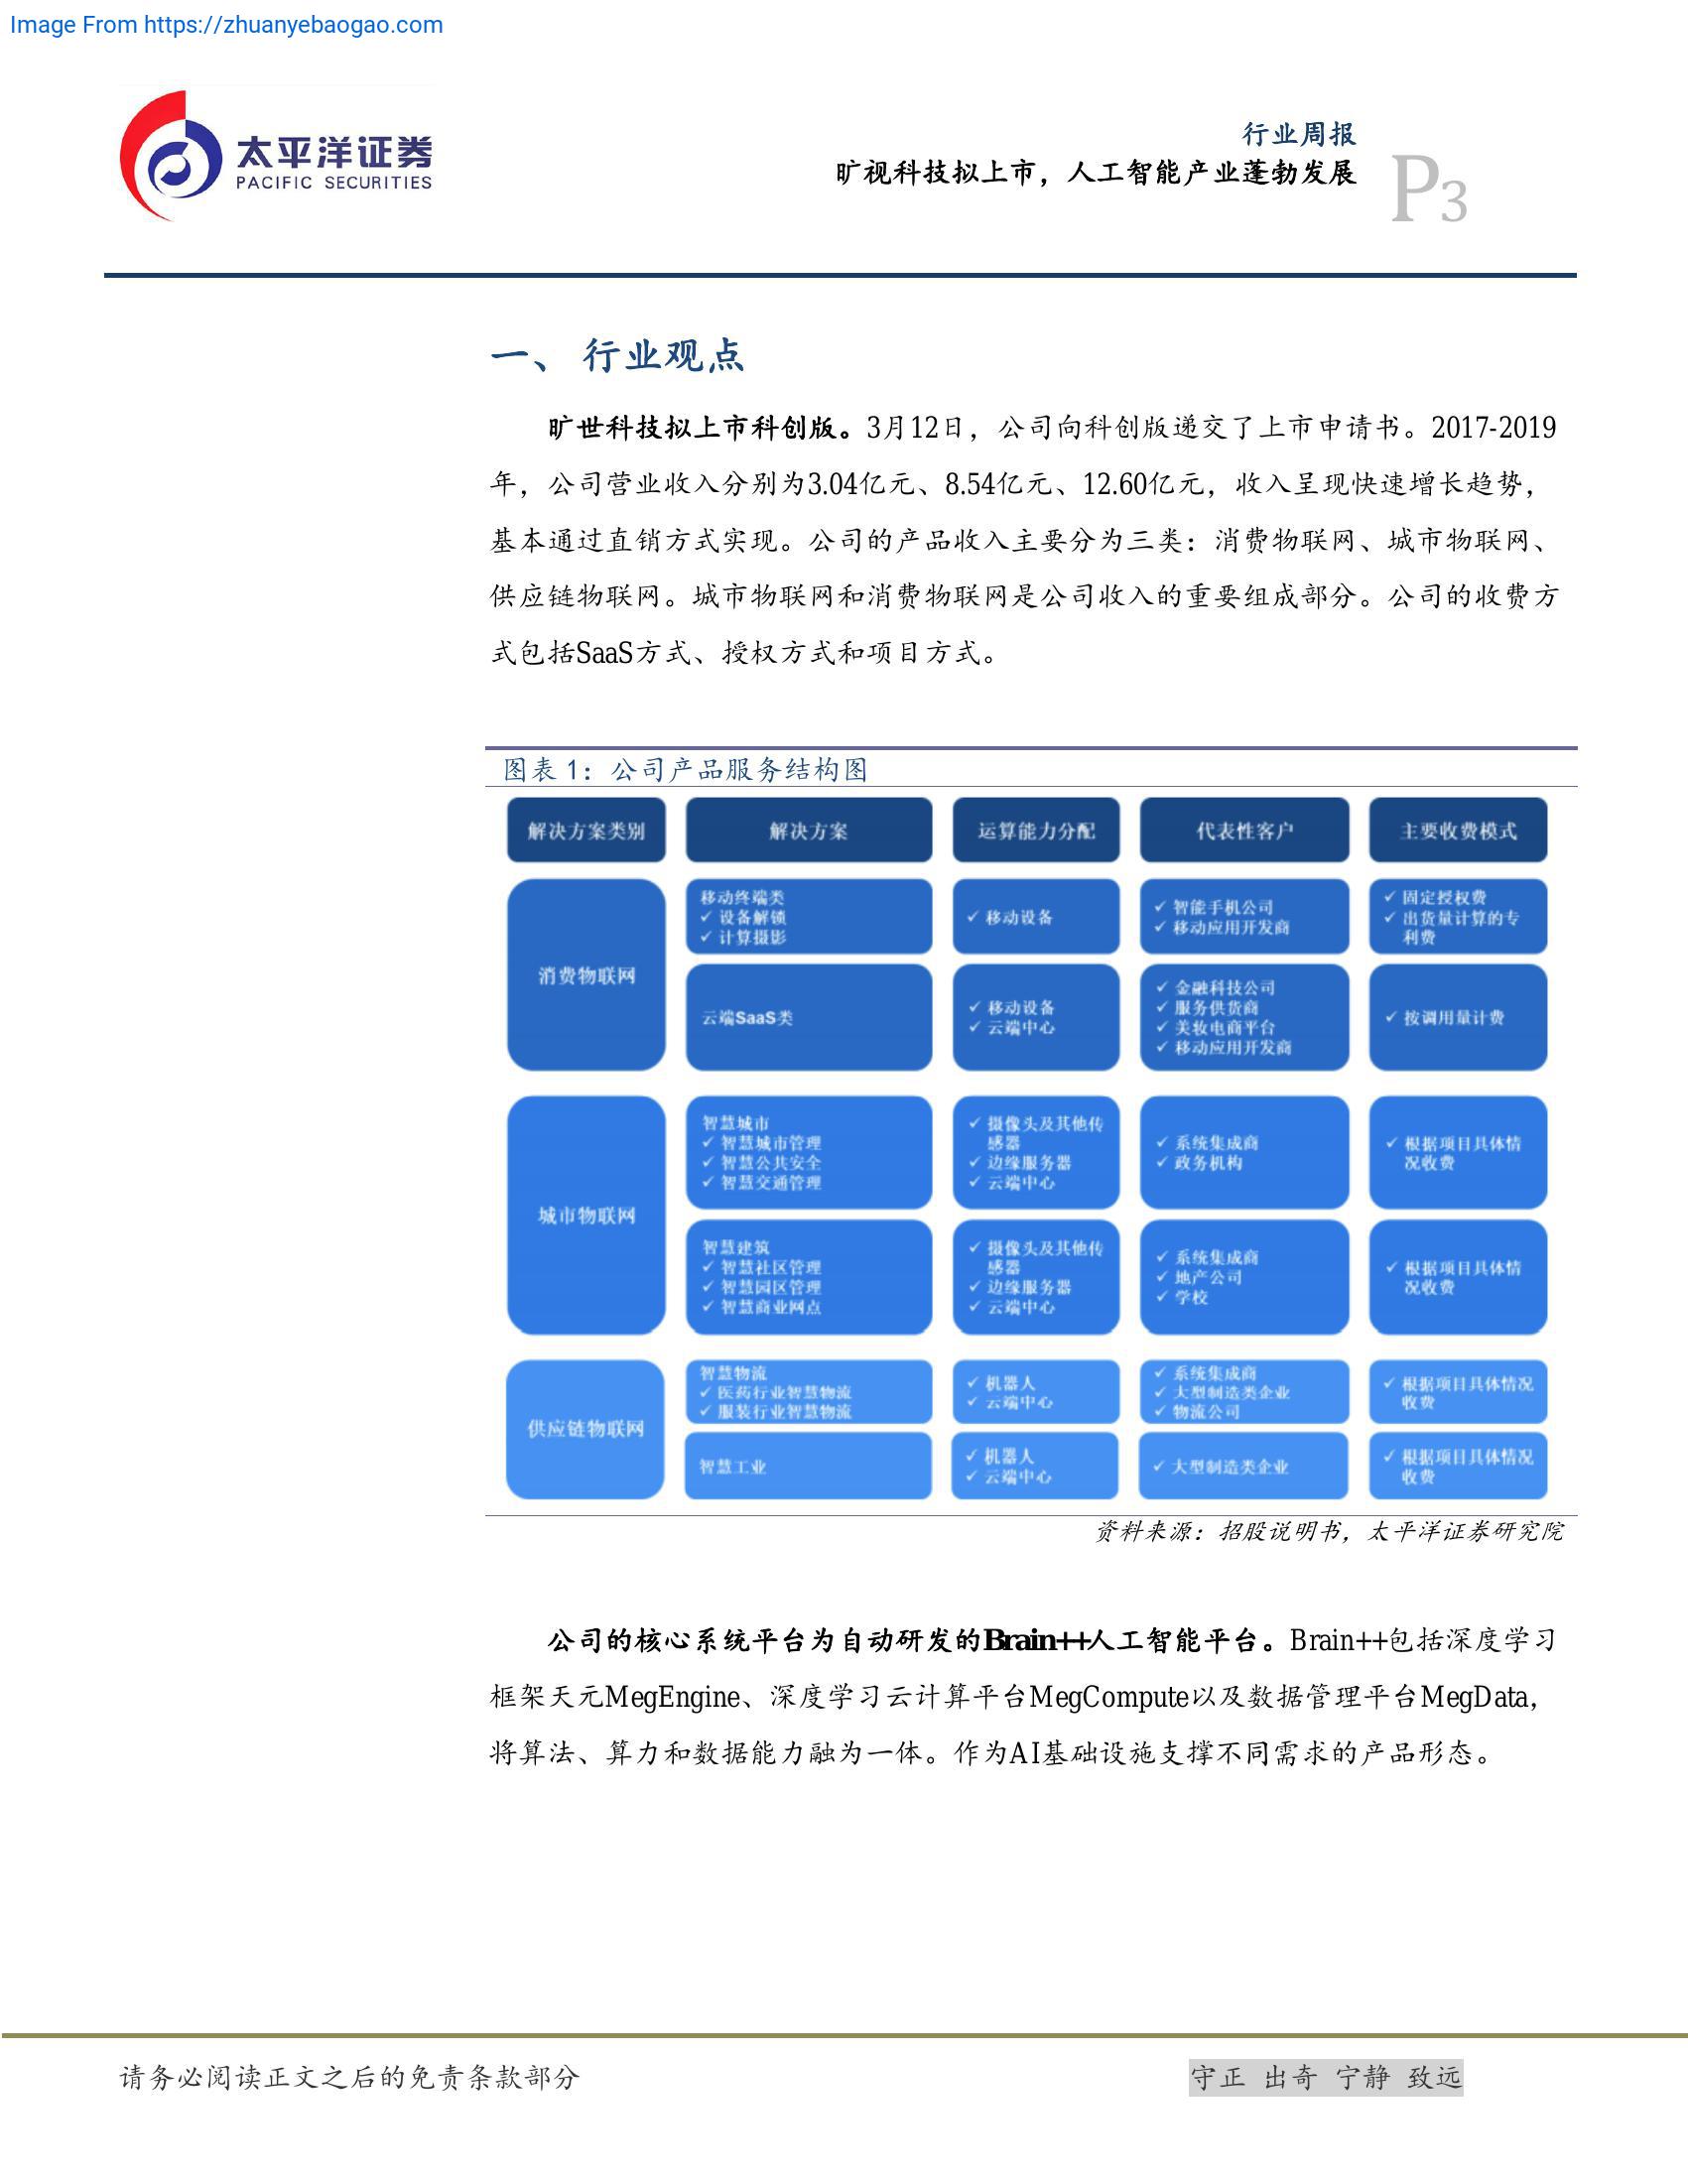 Image From https://zhuanyebaogao.com
太平洋证券
PACIFIC SECURITIES
行业周报
旷视科技拟上市，人工智能产业蓬勃发展
P3
一、 行业观点
旷世科技拟上市科创版。3月12日，公司向科创版递交了上市申请书。2017-2019
年，公司营业收入分别为3.04亿元、8.54亿元、12.60亿元，收入呈现快速增长趋势，
基本通过直销方式实现。公司的产品收入主要分为三类：消费物联网、城市物联网、
供应链物联网。城市物联网和消费物联网是公司收入的重要组成部分。公司的收费方
式包括SaaS方式、授权方式和项目方式。
图表 1：公司产品服务结构图
解决方案类别
解决方案
运算能力分配
代表性客户
主要收费模式
消费物联网
移动终端类
✓ 设备解锁
✓ 计算摄影
✓ 移动设备
✓ 智能手机公司
✓ 移动应用开发商
✓ 固定授权费
✓ 出货量计算的专
利费
云端SaaS类
✓ 移动设备
✓ 云端中心
✓ 金融科技公司
✓ 服务供货商
✓ 美妆电商平台
✓ 移动应用开发商
✓ 按调用量计费
城市物联网
智慧城市
✓ 智慧城市管理
✓ 智慧公共安全
✓ 智慧交通管理
✓ 摄像头及其他传
感器
✓ 边缘服务器
✓ 云端中心
✓ 系统集成商
✓ 政务机构
✓ 根据项目具体情
况收费
智慧建筑
✓ 智慧社区管理
✓ 智慧园区管理
✓ 智慧商业网点
✓ 摄像头及其他传
感器
✓ 边缘服务器
✓ 云端中心
✓ 系统集成商
✓ 地产公司
✓ 学校
✓ 根据项目具体情
况收费
供应链物联网
智慧物流
✓ 医药行业智慧物流
✓ 服装行业智慧物流
✓ 机器人
✓ 云端中心
✓ 系统集成商
✓ 大型制造类企业
✓ 物流公司
✓ 根据项目具体情况
收费
智慧工业
✓ 机器人
✓ 云端中心
✓ 大型制造类企业
✓ 根据项目具体情况
收费
资料来源：招股说明书，太平洋证券研究院
公司的核心系统平台为自动研发的Brain++人工智能平台。Brain++包括深度学习
框架天元MegEngine、深度学习云计算平台MegCompute以及数据管理平台MegData，
将算法、算力和数据能力融为一体。作为AI基础设施支撑不同需求的产品形态。
请务必阅读正文之后的免责条款部分
守正 出奇 宁静 致远